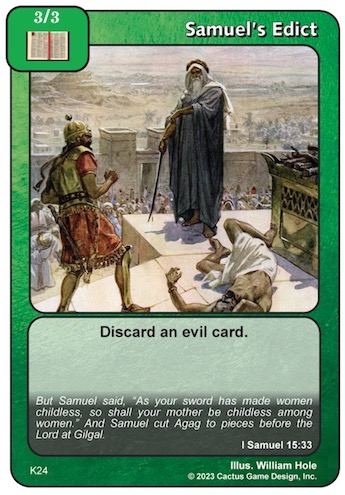 3/3
Samuel's Edict
Discard an evil card.
But Samuel said, "As your sword has made women
childless, so shall your mother be childless among
women." And Samuel cut Agag to pieces before the
Lord at Gilgal.
I Samuel 15:33
Illus. William Hole
K24
© 2023 Cactus Game Design, Inc.